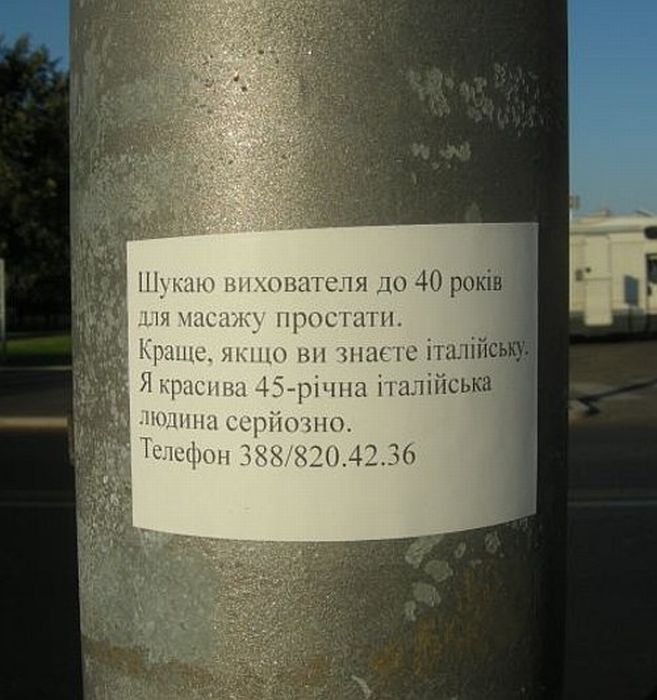 Шукаю вихователя до 40 років
для масажу простати.
Краще, якщо ви знаєте італійську.
Я красива 45-річна італійська
людина серйозно.
Телефон 388/820.42.36